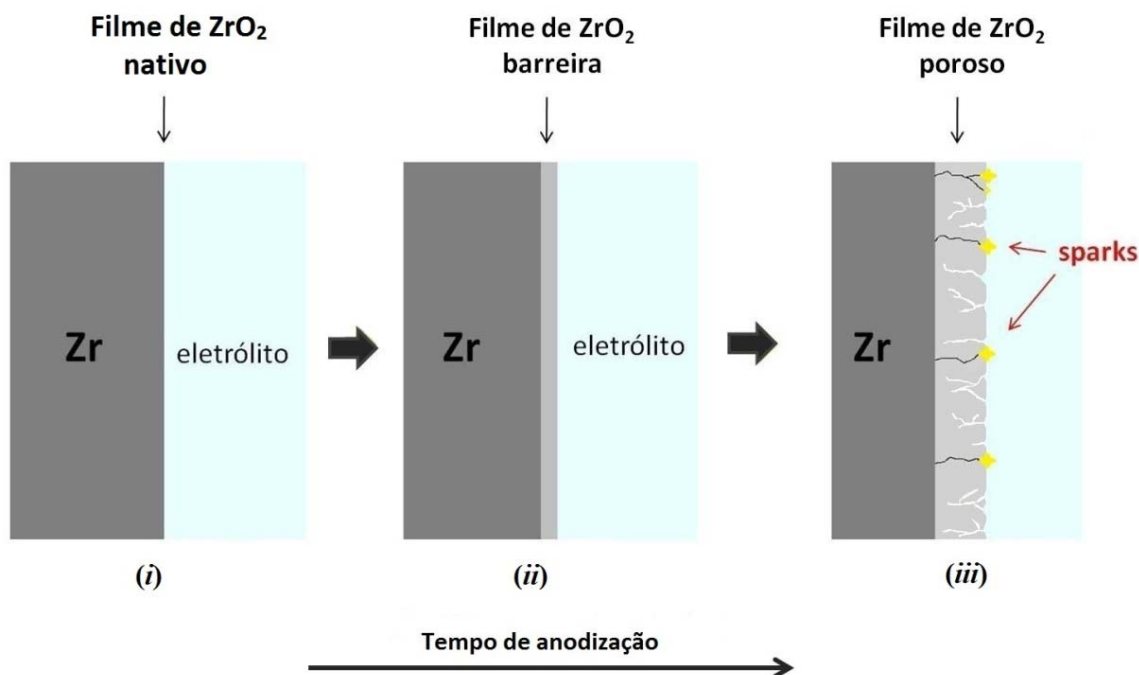 Filme de ZrO₂
nativo
Filme de ZrO₂
barreira
Filme de ZrO₂
poroso
Zr
eletrólito
Zr
eletrólito
Zr
sparks
(i)
(ii)
(iii)
Tempo de anodização